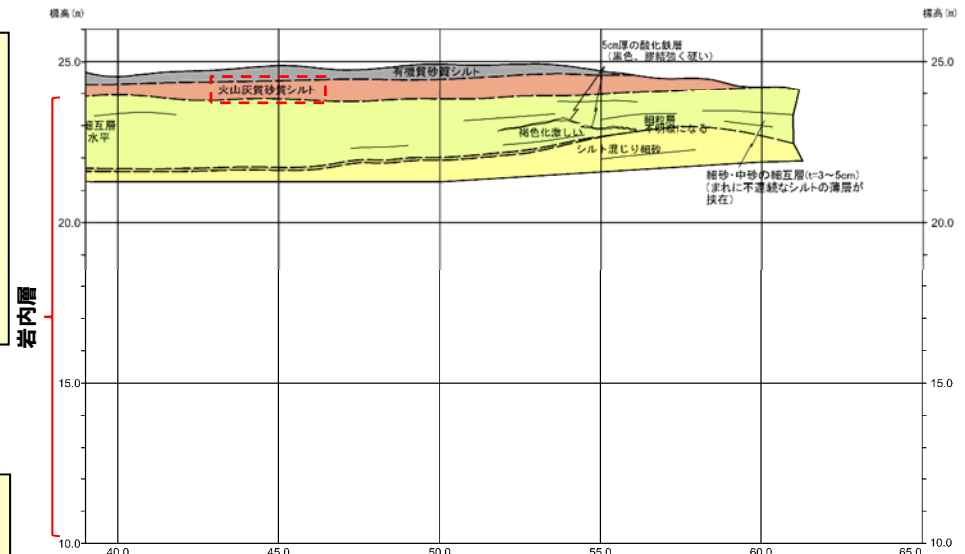 標高(m)
標高(m)
25.0
25.0
20.0
20.0
15.0
15.0
10.0
10.0
40.0
45.0
50.0
55.0
60.0
65.0
5cm厚の酸化鉄層
(黒色、膠結強く硬い)
有機質砂質シルト
火山灰質砂質シルト
細互層
水平
褐色化激しい
細粒層
不明瞭になる
シルト混じり細砂
細砂・中砂の細互層(t=3～5cm)
(まれに不連続なシルトの薄層が
挟在)
岩内層